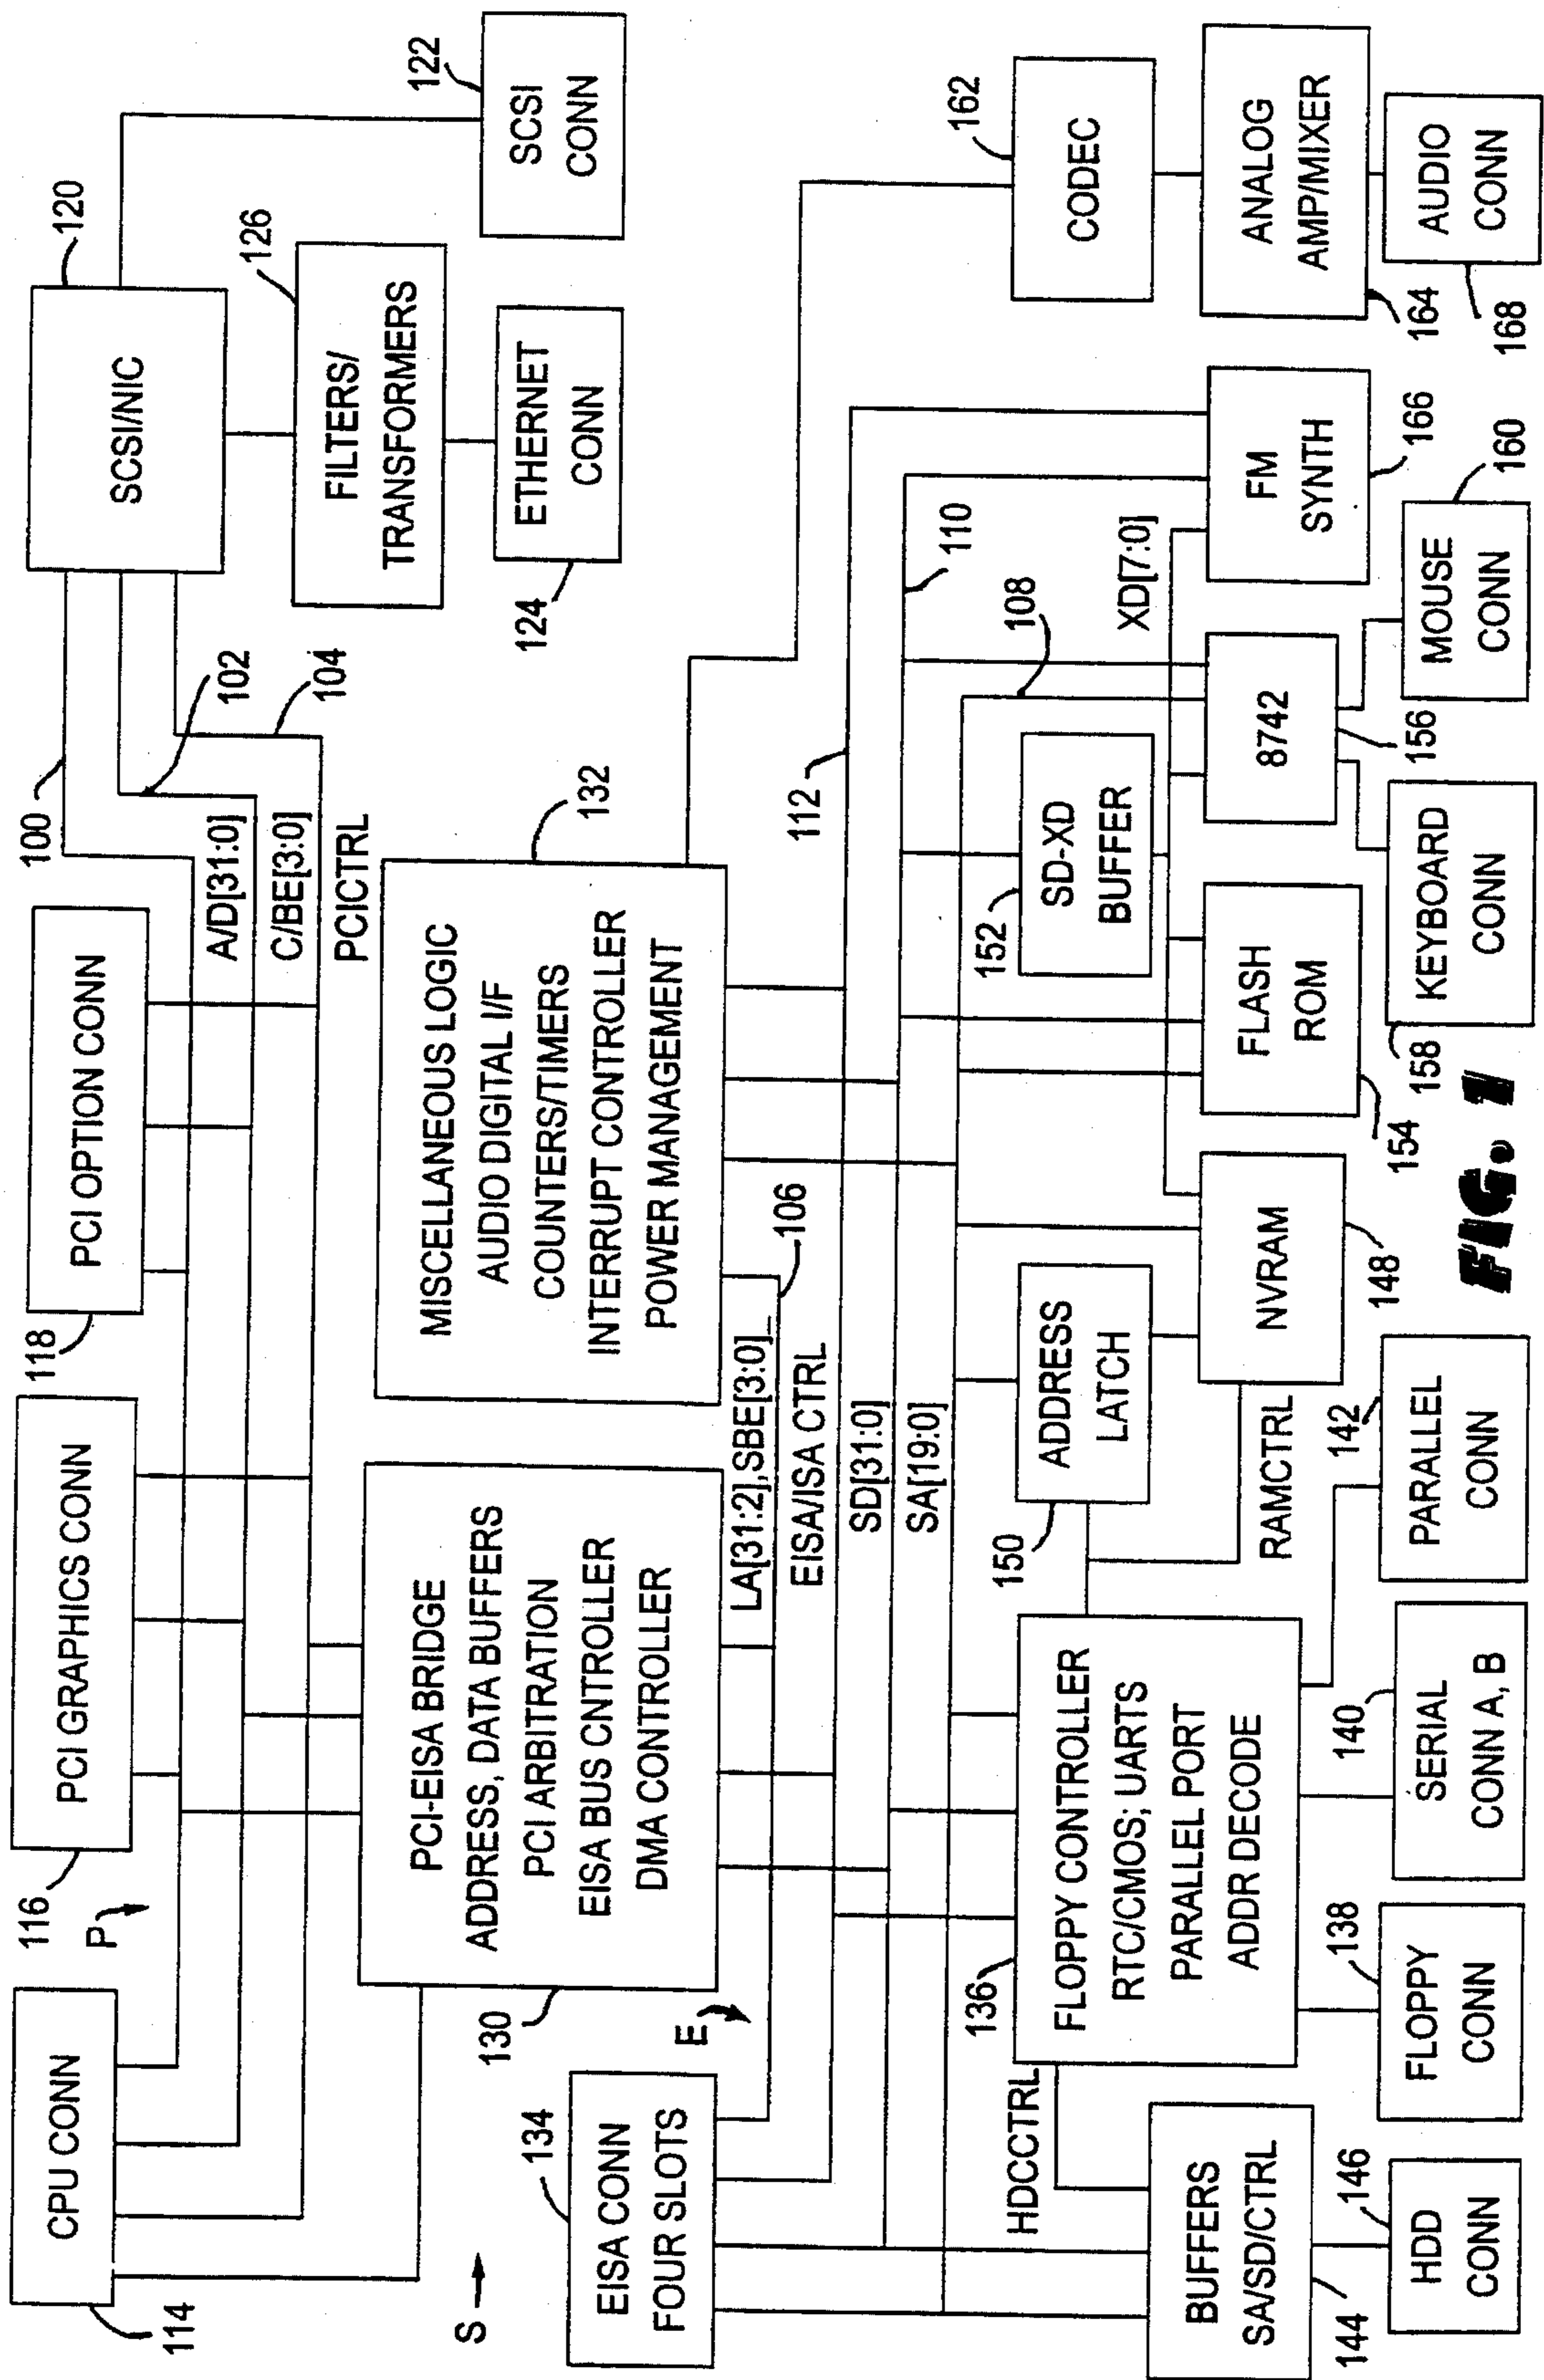 CPU CONN
114
116
P
PCI GRAPHICS CONN
118
PCI OPTION CONN
100
102
104
A/D[31:0]
C/BE[3:0]
PCICTRL
SCSI/NIC
120
126
FILTERS/
TRANSFORMERS
ETHERNET
CONN
124
122
SCSI
CONN
S
134
EISA CONN
FOUR SLOTS
E
130
PCI-EISA BRIDGE
ADDRESS, DATA BUFFERS
PCI ARBITRATION
EISA BUS CNTROLLER
DMA CONTROLLER
132
MISCELLANEOUS LOGIC
AUDIO DIGITAL I/F
COUNTERS/TIMERS
INTERRUPT CONTROLLER
POWER MANAGEMENT
LA[31:2],SBE[3:0]_
106
EISA/ISA CTRL
SD[31:0]
SA[19:0]
112
110
108
XD[7:0]
HDCCTRL
136
FLOPPY CONTROLLER
RTC/CMOS; UARTS
PARALLEL PORT
ADDR DECODE
150
ADDRESS
LATCH
RAMCTRL
NVRAM
148
152
SD-XD
BUFFER
FLASH
ROM
154
8742
156
FM
SYNTH
166
162
CODEC
ANALOG
AMP/MIXER
164
AUDIO
CONN
168
BUFFERS
SA/SD/CTRL
144
146
HDD
CONN
138
FLOPPY
CONN
140
SERIAL
CONN A, B
142
PARALLEL
CONN
158
KEYBOARD
CONN
160
MOUSE
CONN
FIG. 1